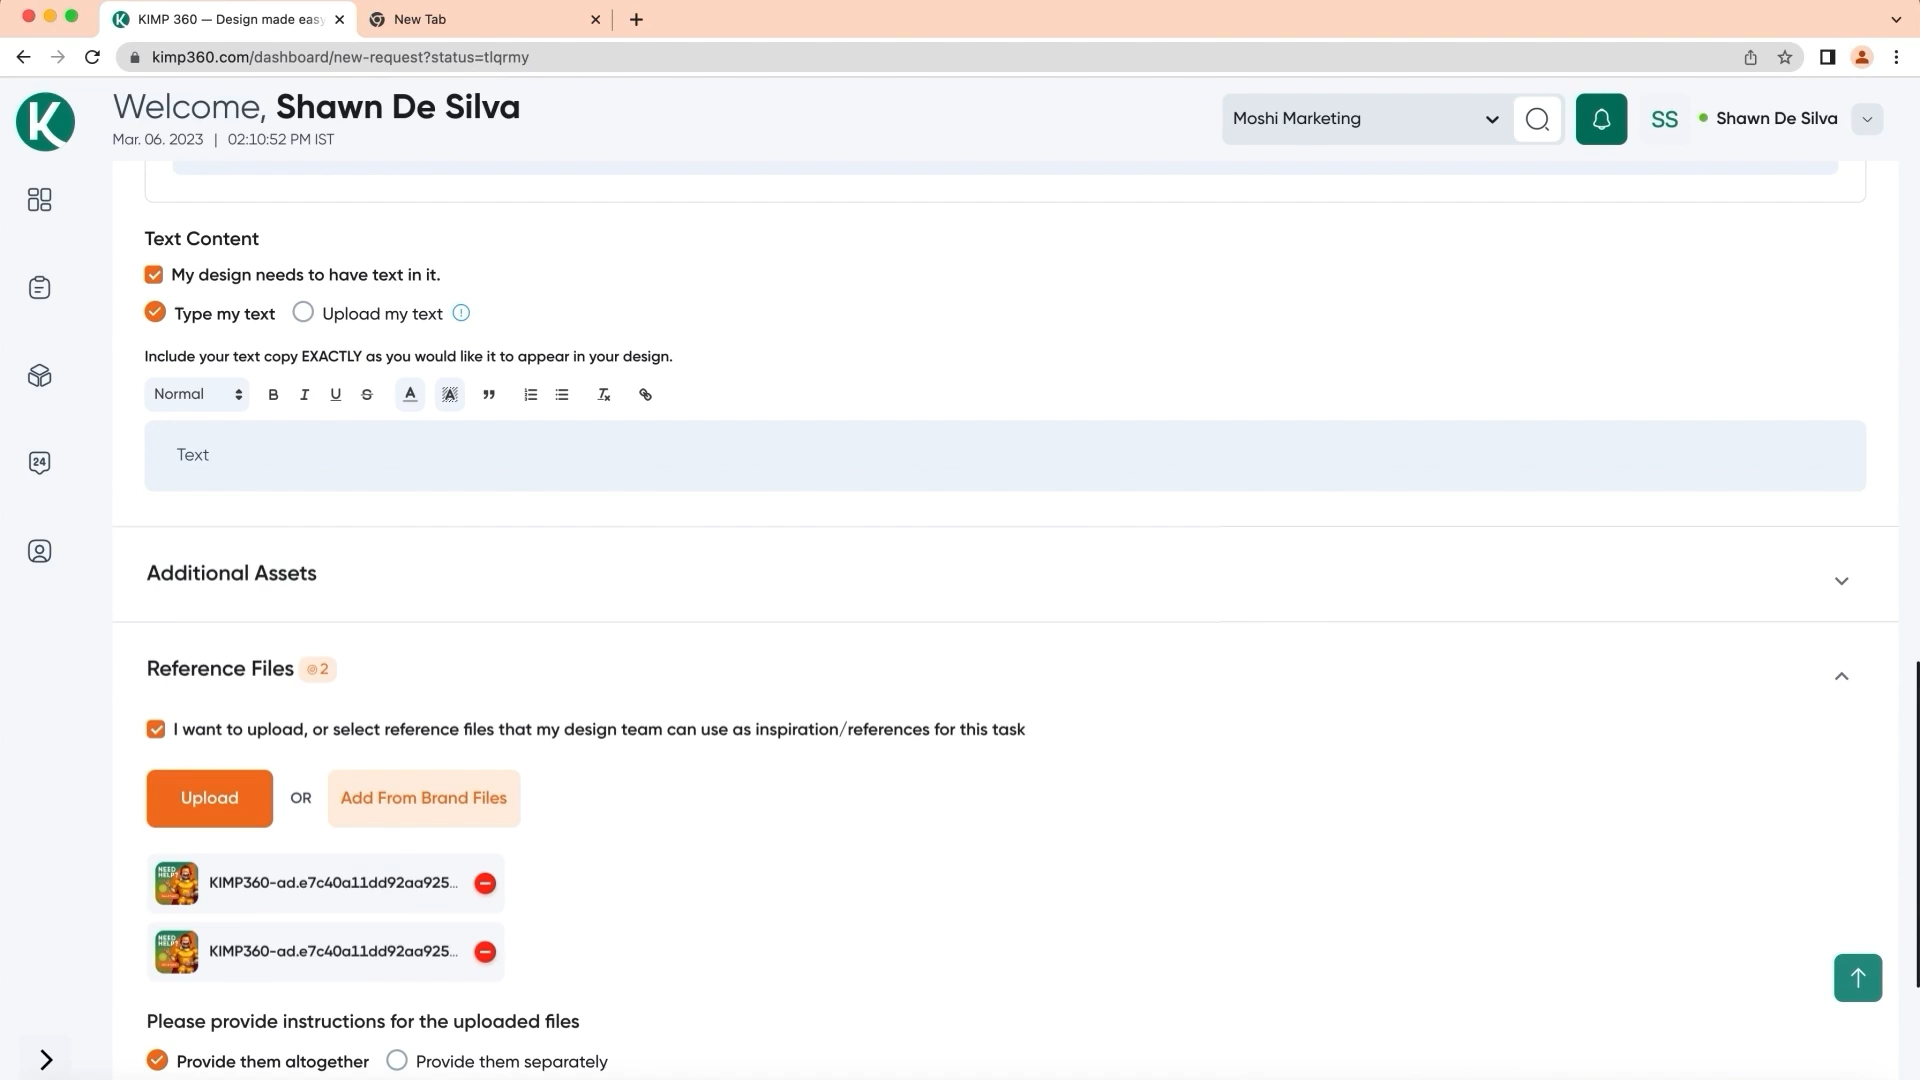 KIMP 360 — Design made easy
New Tab
kimp360.com/dashboard/new-request?status=tlqrmy
K
Welcome, Shawn De Silva
Mar. 06. 2023 | 02:10:52 PM IST
Moshi Marketing
SS
Shawn De Silva
Text Content
My design needs to have text in it.
Type my text
Upload my text
Include your text copy EXACTLY as you would like it to appear in your design.
Normal
B I U S A A
Text
24
Additional Assets
Reference Files 2
I want to upload, or select reference files that my design team can use as inspiration/references for this task
Upload OR Add From Brand Files
NEED HELP?
KIMP360-ad.e7c40a11dd92aa925...
NEED HELP?
KIMP360-ad.e7c40a11dd92aa925...
Please provide instructions for the uploaded files
Provide them altogether
Provide them separately